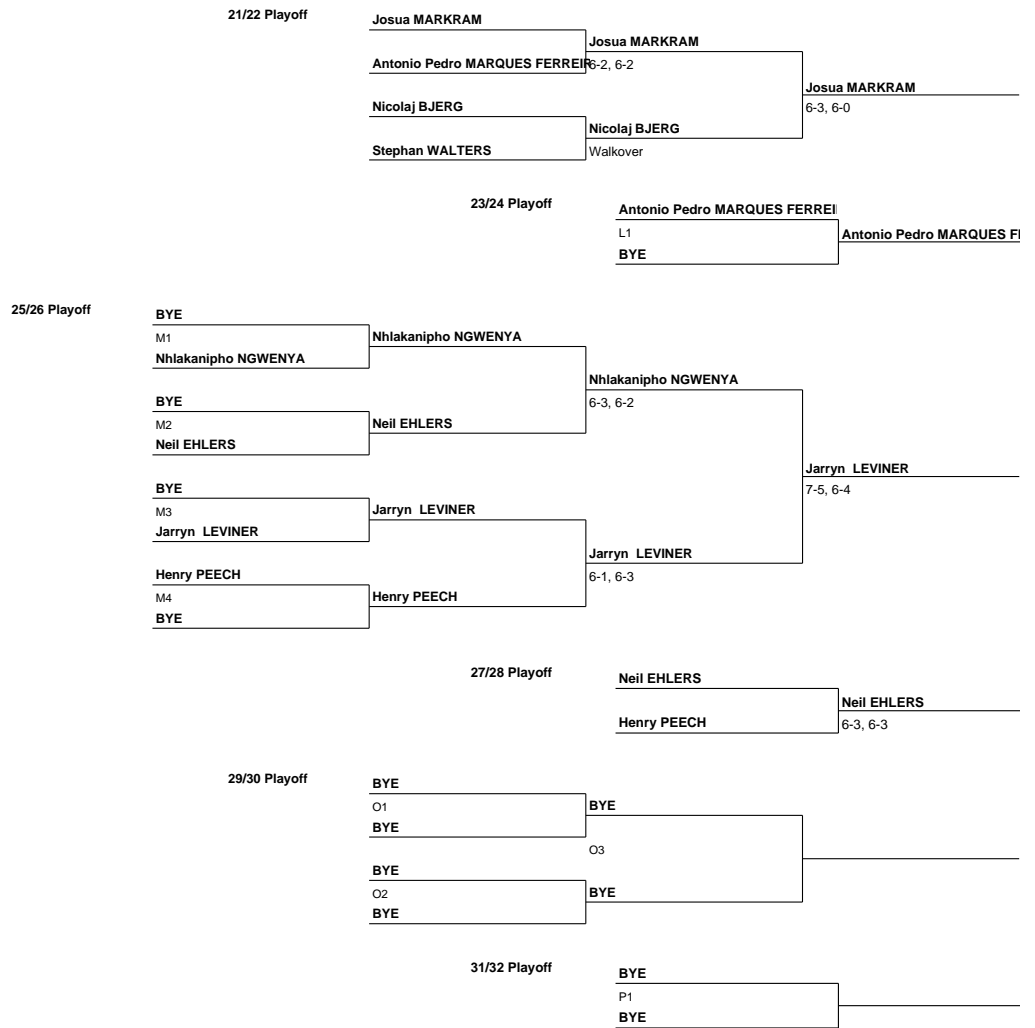 21/22 Playoff
Josua MARKRAM
Josua MARKRAM
Antonio Pedro MARQUES FERREIR
6-2, 6-2
Josua MARKRAM
6-3, 6-0
Nicolaj BJERG
Nicolaj BJERG
Stephan WALTERS
Walkover
23/24 Playoff
Antonio Pedro MARQUES FERREI
L1
Antonio Pedro MARQUES F
BYE
25/26 Playoff
BYE
M1
Nhlakanipho NGWENYA
Nhlakanipho NGWENYA
Nhlakanipho NGWENYA
6-3, 6-2
BYE
M2
Neil EHLERS
Neil EHLERS
Jarryn LEVINER
7-5, 6-4
BYE
M3
Jarryn LEVINER
Jarryn LEVINER
Jarryn LEVINER
6-1, 6-3
Henry PEECH
M4
Henry PEECH
BYE
27/28 Playoff
Neil EHLERS
Neil EHLERS
Henry PEECH
6-3, 6-3
29/30 Playoff
BYE
O1
BYE
BYE
O3
BYE
O2
BYE
BYE
31/32 Playoff
BYE
P1
BYE